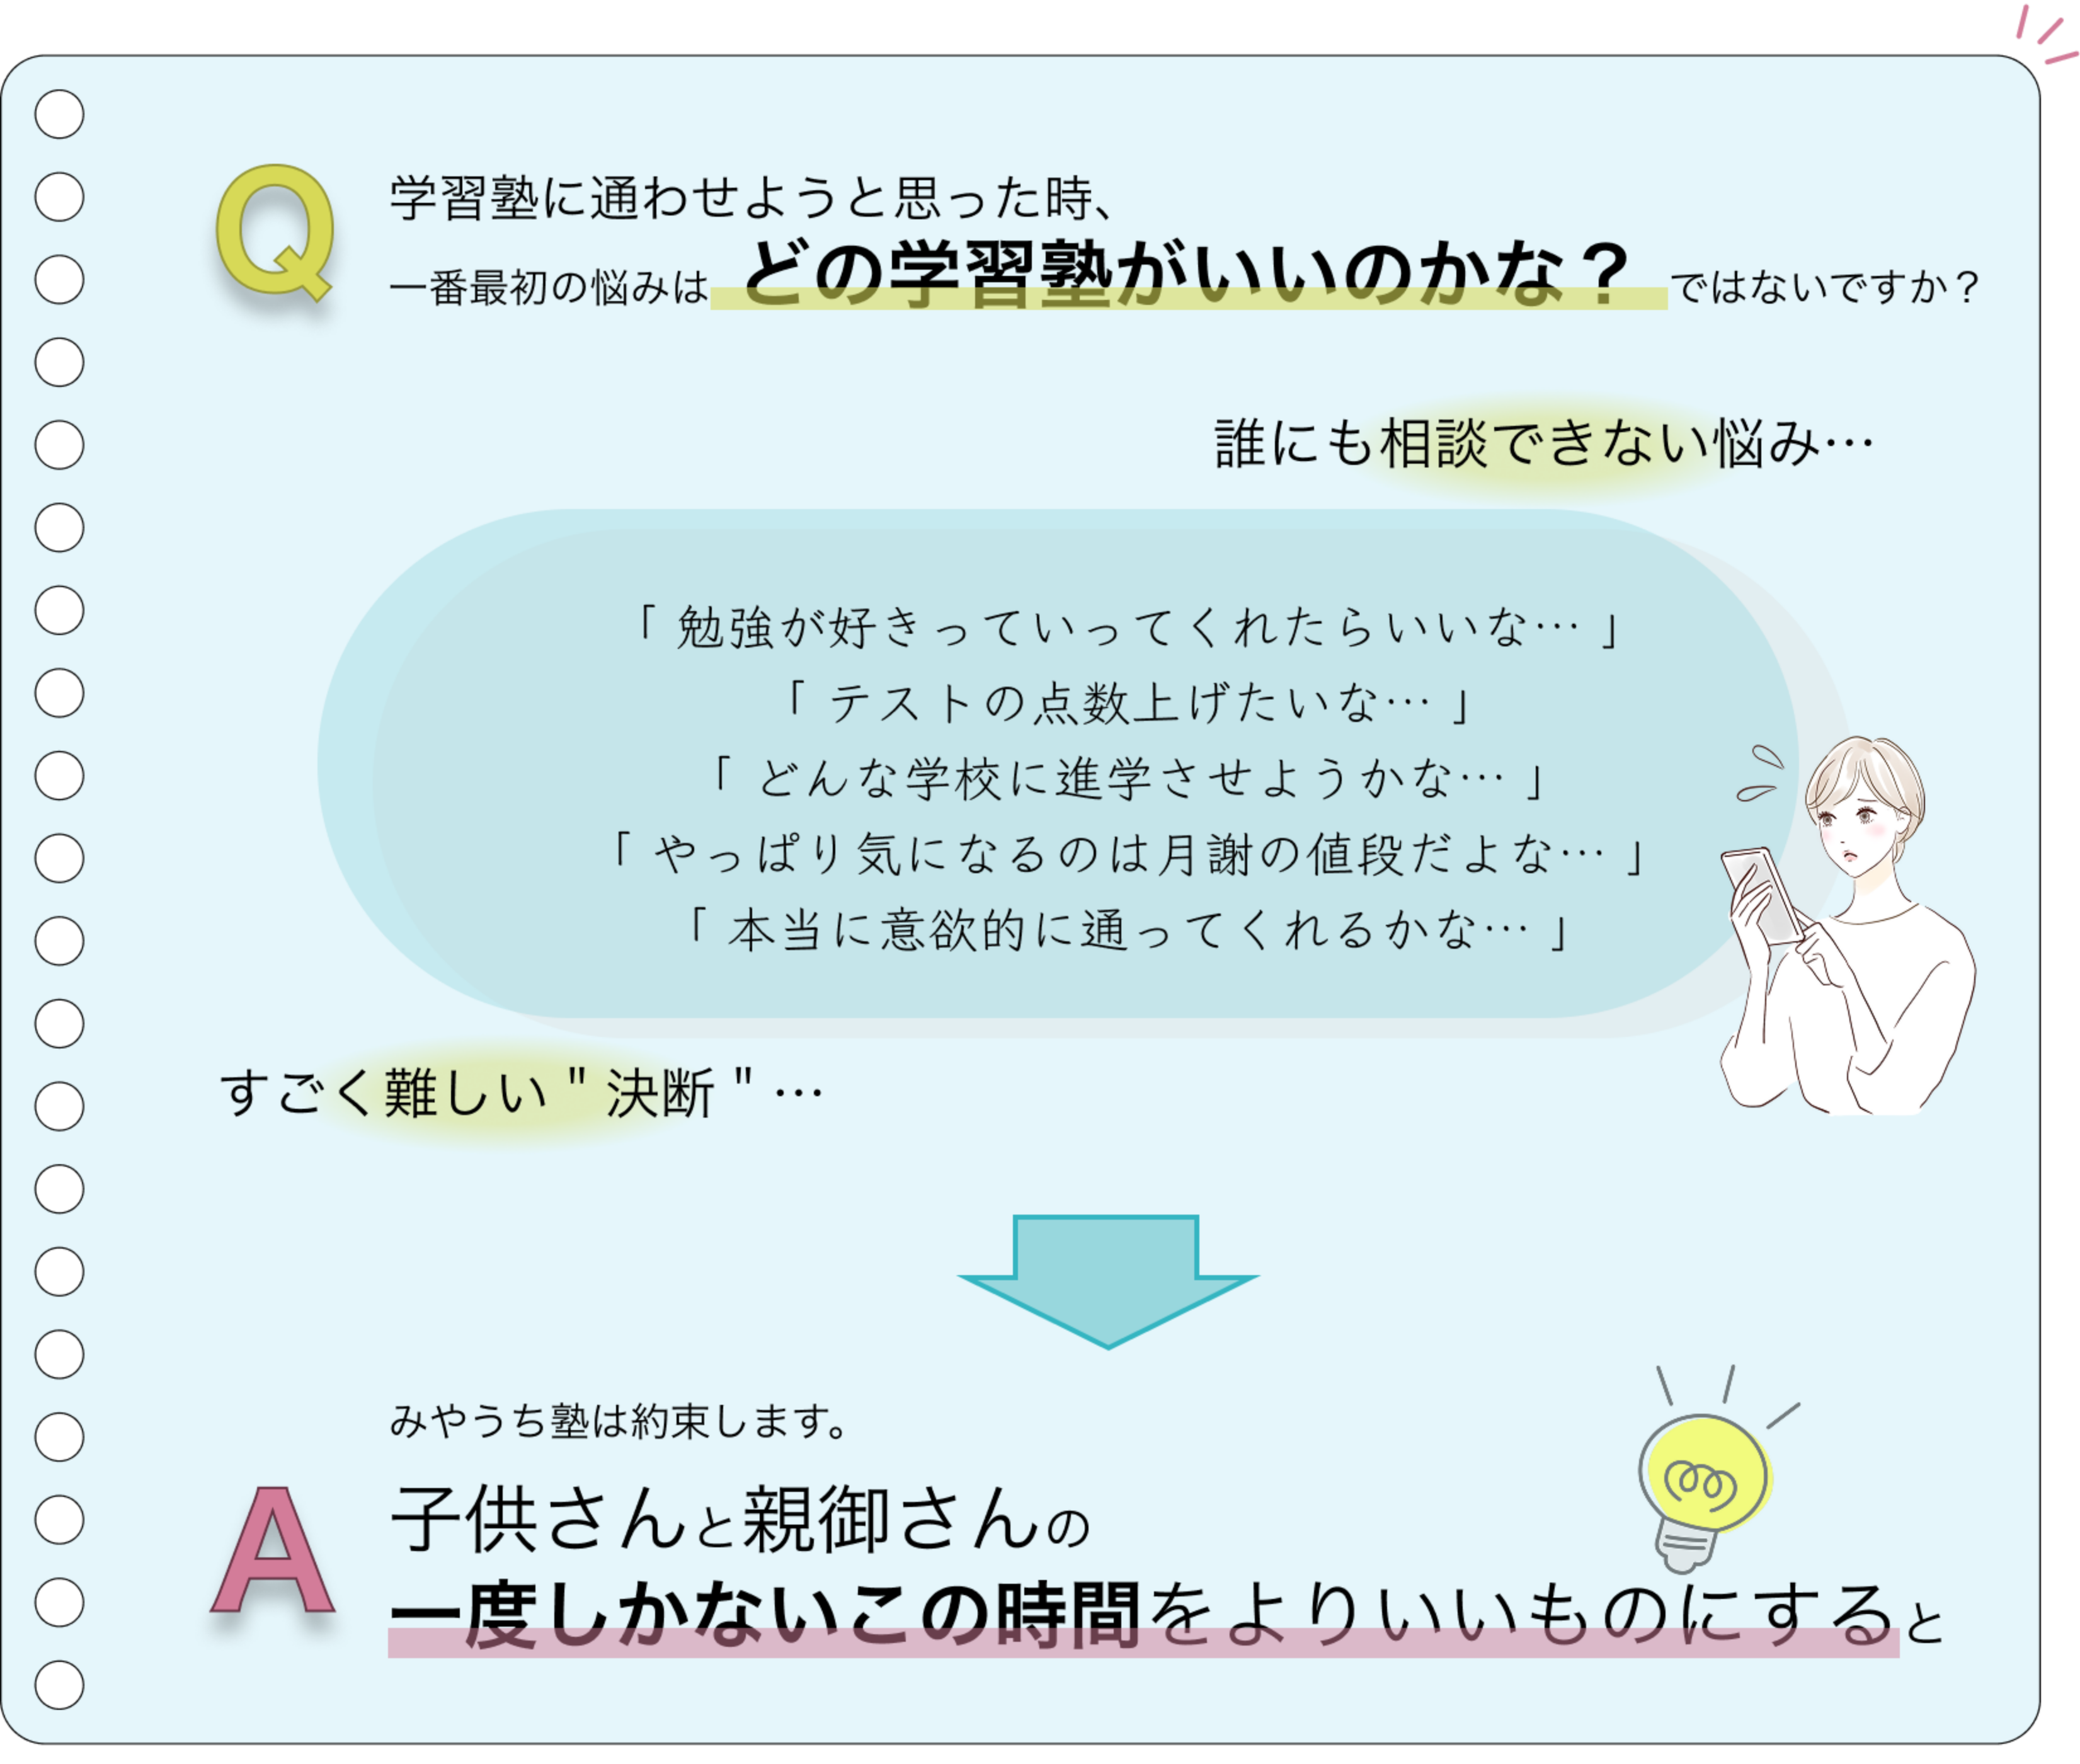 Q
学習塾に通わせようと思った時、
一番最初の悩みは どの学習塾がいいのかな？ ではないですか？
誰にも相談できない悩み…
「 勉強が好きっていってくれたらいいな… 」
「 テストの点数上げたいな… 」
「 どんな学校に進学させようかな… 」
「 やっぱり気になるのは月謝の値段だよな… 」
「 本当に意欲的に通ってくれるかな… 」
すごく難しい " 決断 " …
みやうち塾は約束します。
A
子供さんと親御さんの
一度しかないこの時間をよりいいものにすると